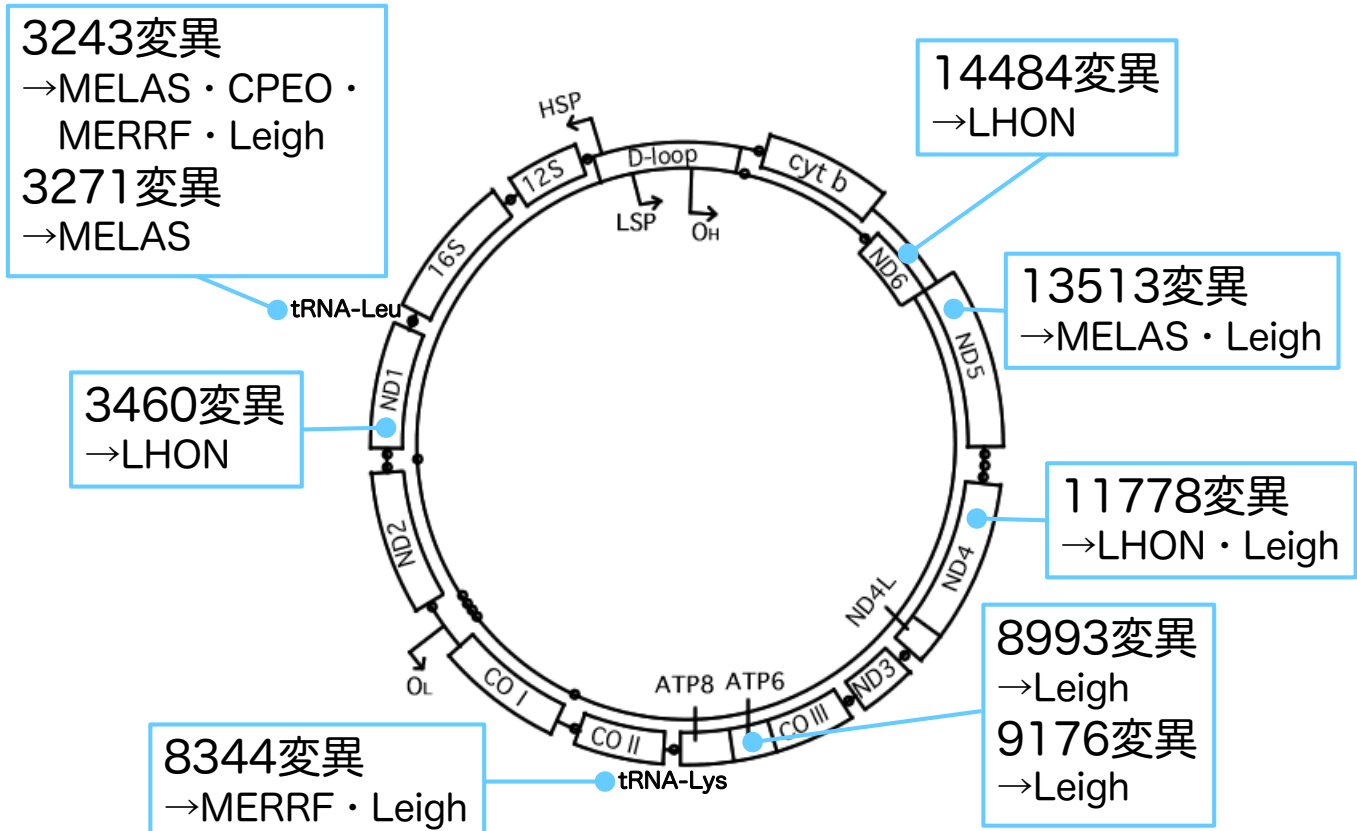 3243変異
→MELAS・CPEO・
MERRF・Leigh
3271変異
→MELAS
tRNA-Leu
3460変異
→LHON
8344変異
→MERRF・Leigh
tRNA-Lys
14484変異
→LHON
13513変異
→MELAS・Leigh
11778変異
→LHON・Leigh
8993変異
→Leigh
9176変異
→Leigh
HSP
D-loop
LSP
OH
cyt b
ND6
ND5
ND4
ND4L
ND3
CO III
ATP6
ATP8
CO II
CO I
OL
ND2
ND1
16S
12S